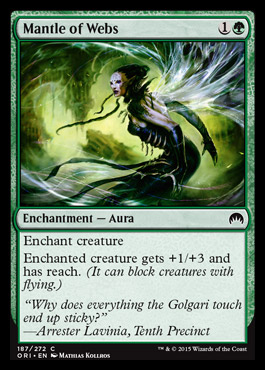 Mantle of Webs 1
Enchantment — Aura
Enchant creature
Enchanted creature gets +1/+3 and
has reach. (It can block creatures with
flying.)
“Why does everything the Golgari touch
end up sticky?”
—Arrester Lavinia, Tenth Precinct
187/272 C
ORI • EN Mathias Kollros ™ & © 2015 Wizards of the Coast